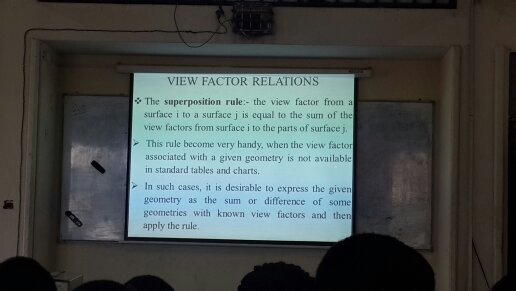 VIEW FACTOR RELATIONS
❖ The superposition rule:- the view factor from a
surface i to a surface j is equal to the sum of the
view factors from surface i to the parts of surface j.
➢ This rule become very handy, when the view factor
associated with a given geometry is not available
in standard tables and charts.
➢ In such cases, it is desirable to express the given
geometry as the sum or difference of some
geometries with known view factors and then
apply the rule.